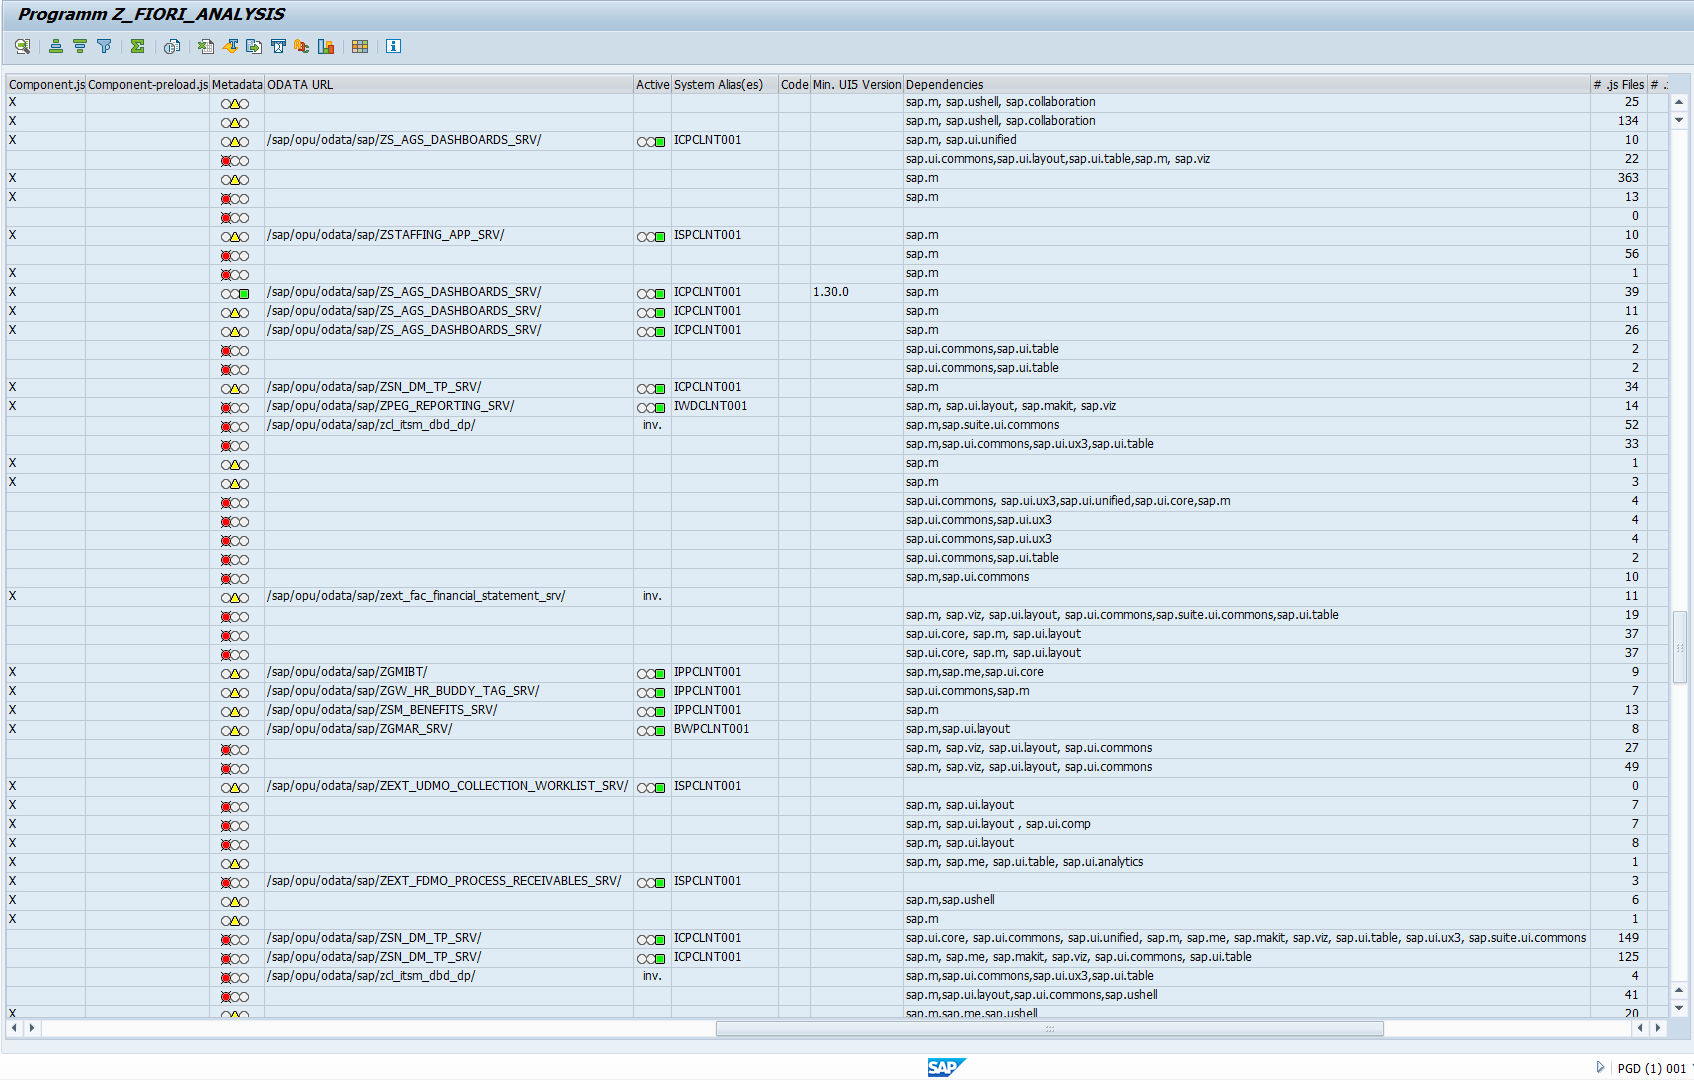 Programm Z_FIORI_ANALYSIS
Component.js Component-preload.js Metadata ODATA URL Active System Alias(es) Code Min. UI5 Version Dependencies # .js Files # .
X sap.m, sap.ushell, sap.collaboration 25
X sap.m, sap.ushell, sap.collaboration 134
X /sap/opu/odata/sap/ZS_AGS_DASHBOARDS_SRV/ ICPCLNT001 sap.m, sap.ui.unified 10
sap.ui.commons,sap.ui.layout,sap.ui.table,sap.m, sap.viz 22
X sap.m 363
X sap.m 13
0
X /sap/opu/odata/sap/ZSTAFFING_APP_SRV/ ISPCLNT001 sap.m 10
sap.m 56
X sap.m 1
X /sap/opu/odata/sap/ZS_AGS_DASHBOARDS_SRV/ ICPCLNT001 1.30.0 sap.m 39
X /sap/opu/odata/sap/ZS_AGS_DASHBOARDS_SRV/ ICPCLNT001 sap.m 11
X /sap/opu/odata/sap/ZS_AGS_DASHBOARDS_SRV/ ICPCLNT001 sap.m 26
sap.ui.commons,sap.ui.table 2
sap.ui.commons,sap.ui.table 2
X /sap/opu/odata/sap/ZSN_DM_TP_SRV/ ICPCLNT001 sap.m 34
X /sap/opu/odata/sap/ZPEG_REPORTING_SRV/ IWDCLNT001 sap.m, sap.ui.layout, sap.makit, sap.viz 14
/sap/opu/odata/sap/zcl_itsm_dbd_dp/ inv. sap.m,sap.suite.ui.commons 52
sap.m,sap.ui.commons,sap.ui.ux3,sap.ui.table 33
X sap.m 1
X sap.m 3
sap.ui.commons, sap.ui.ux3,sap.ui.unified,sap.ui.core,sap.m 4
sap.ui.commons,sap.ui.ux3 4
sap.ui.commons,sap.ui.ux3 4
sap.ui.commons,sap.ui.table 2
sap.m,sap.ui.commons 10
X /sap/opu/odata/sap/zext_fac_financial_statement_srv/ inv. 11
sap.m, sap.viz, sap.ui.layout, sap.ui.commons,sap.suite.ui.commons,sap.ui.table 19
sap.ui.core, sap.m, sap.ui.layout 37
sap.ui.core, sap.m, sap.ui.layout 37
X /sap/opu/odata/sap/ZGMIBT/ IPPCLNT001 sap.m,sap.me,sap.ui.core 9
X /sap/opu/odata/sap/ZGW_HR_BUDDY_TAG_SRV/ IPPCLNT001 sap.ui.commons,sap.m 7
X /sap/opu/odata/sap/ZSM_BENEFITS_SRV/ IPPCLNT001 sap.m 13
X /sap/opu/odata/sap/ZGMAR_SRV/ BWPCLNT001 sap.m,sap.ui.layout 8
sap.m, sap.viz, sap.ui.layout, sap.ui.commons 27
sap.m, sap.viz, sap.ui.layout, sap.ui.commons 49
X /sap/opu/odata/sap/ZEXT_UDMO_COLLECTION_WORKLIST_SRV/ ISPCLNT001 0
X sap.m, sap.ui.layout 7
X sap.m, sap.ui.layout , sap.ui.comp 7
X sap.m, sap.ui.layout 8
X sap.m, sap.me, sap.ui.table, sap.ui.analytics 1
X /sap/opu/odata/sap/ZEXT_FDMO_PROCESS_RECEIVABLES_SRV/ ISPCLNT001 3
X sap.m,sap.ushell 6
X sap.m 1
/sap/opu/odata/sap/ZSN_DM_TP_SRV/ ICPCLNT001 sap.ui.core, sap.ui.commons, sap.ui.unified, sap.m, sap.me, sap.makit, sap.viz, sap.ui.table, sap.ui.ux3, sap.suite.ui.commons 149
/sap/opu/odata/sap/ZSN_DM_TP_SRV/ ICPCLNT001 sap.m, sap.me, sap.makit, sap.viz, sap.ui.commons, sap.ui.table 125
/sap/opu/odata/sap/zcl_itsm_dbd_dp/ inv. sap.m,sap.ui.commons,sap.ui.ux3,sap.ui.table 4
sap.m,sap.ui.layout,sap.ui.commons,sap.ushell 41
X sap.m,sap.me,sap.ushell 20
SAP PGD (1) 001